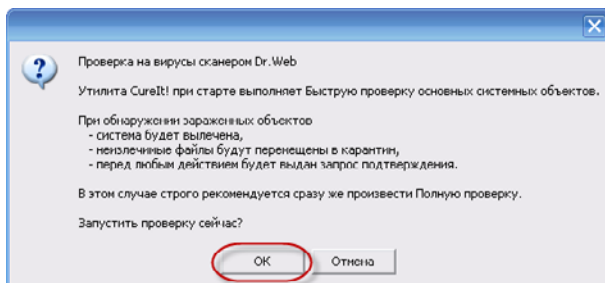 Проверка на вирусы сканером Dr.Web
Утилита CureIt! при старте выполняет Быструю проверку основных системных объектов.
При обнаружении зараженных объектов
- система будет вылечена,
- неизлечимые файлы будут перемещены в карантин,
- перед любым действием будет выдан запрос подтверждения.
В этом случае строго рекомендуется сразу же произвести Полную проверку.
Запустить проверку сейчас?
OK Отмена